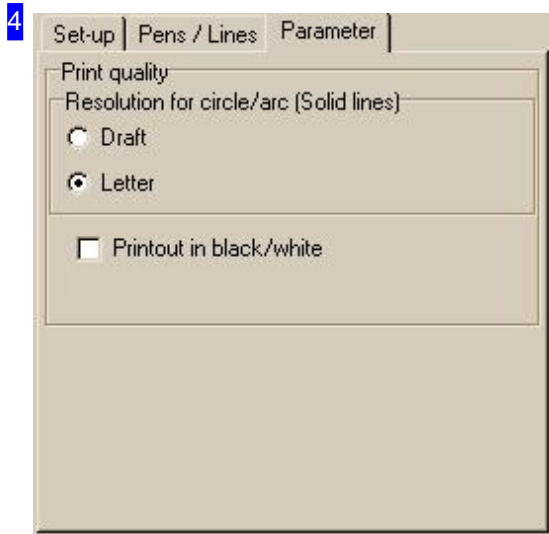 4
Set-up Pens / Lines Parameter
Print quality
Resolution for circle/arc (Solid lines)
Draft
Letter
Printout in black/white